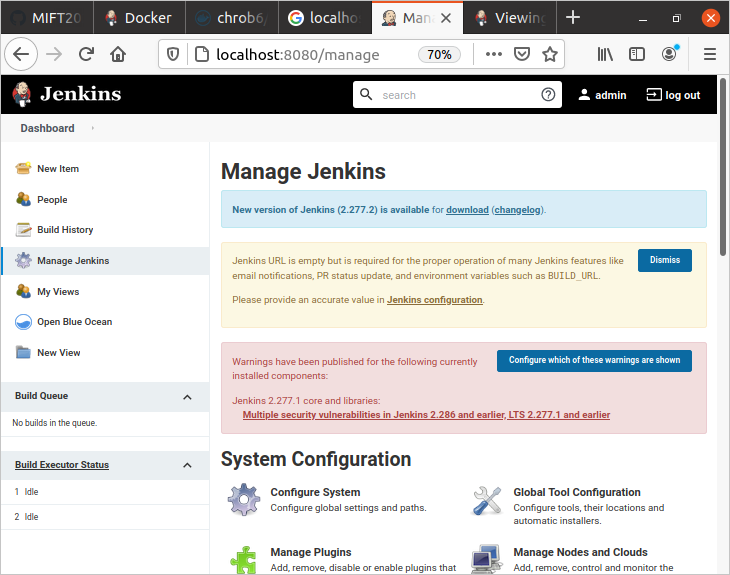 MIFT20
Docker
chrob6
localhos
Man
Viewing
localhost:8080/manage
70%
Jenkins
search
admin
log out
Dashboard
New Item
People
Build History
Manage Jenkins
My Views
Open Blue Ocean
New View
Build Queue
No builds in the queue.
Build Executor Status
1 Idle
2 Idle
Manage Jenkins
New version of Jenkins (2.277.2) is available for download (changelog).
Jenkins URL is empty but is required for the proper operation of many Jenkins features like
email notifications, PR status update, and environment variables such as BUILD_URL.
Please provide an accurate value in Jenkins configuration.
Dismiss
Warnings have been published for the following currently
installed components:
Configure which of these warnings are shown
Jenkins 2.277.1 core and libraries:
Multiple security vulnerabilities in Jenkins 2.286 and earlier, LTS 2.277.1 and earlier
System Configuration
Configure System
Configure global settings and paths.
Global Tool Configuration
Configure tools, their locations and
automatic installers.
Manage Plugins
Add, remove, disable or enable plugins that
Manage Nodes and Clouds
Add, remove, control and monitor the